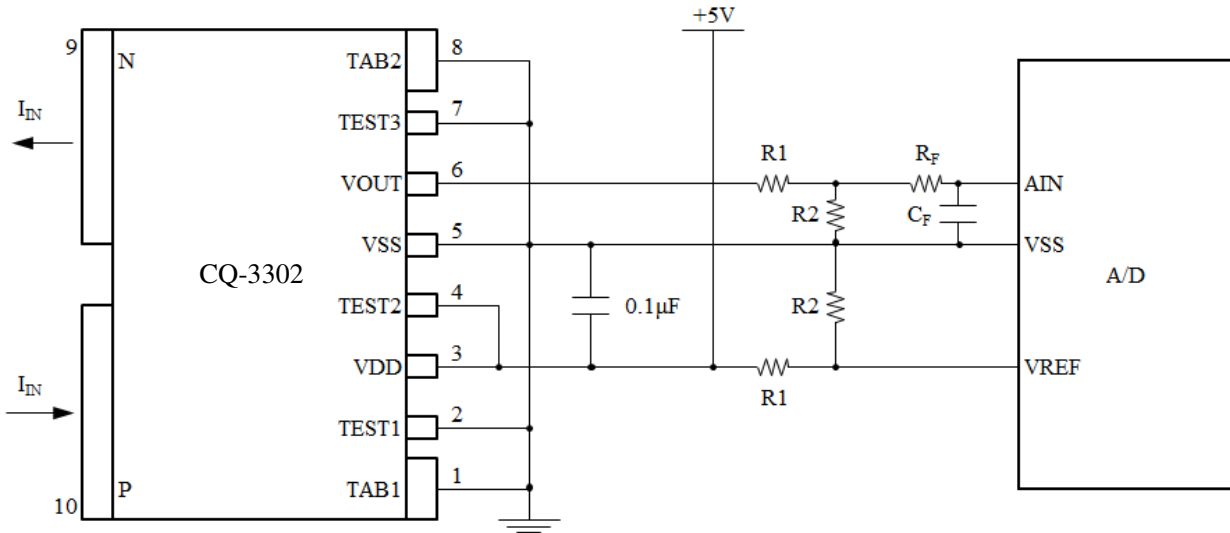 +5V
9
N
TAB2
8
I_IN
TEST3
7
VOUT
6
R1
R_F
AIN
R2
C_F
VSS
5
VSS
CQ-3302
A/D
TEST2
4
0.1μF
R2
VDD
3
VREF
I_IN
R1
TEST1
2
TAB1
1
P
10